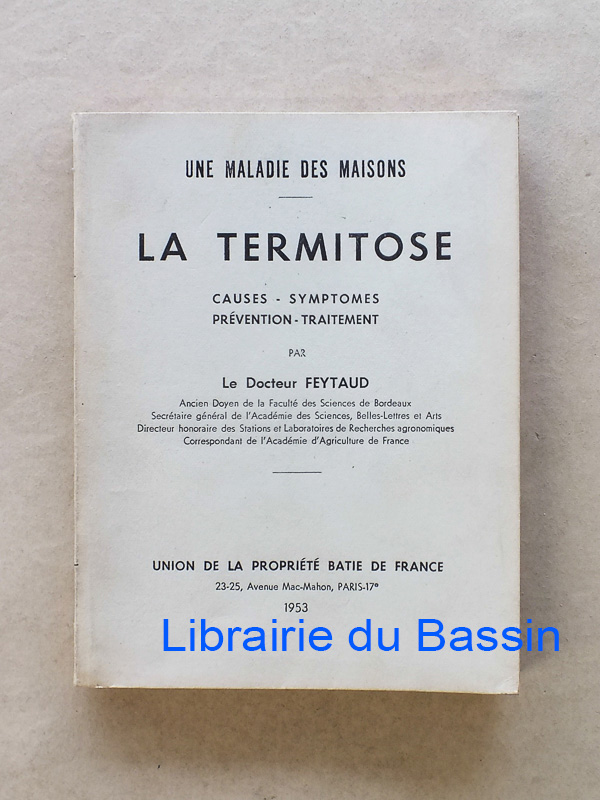 UNE MALADIE DES MAISONS
LA TERMITOSE
CAUSES - SYMPTOMES
PRÉVENTION - TRAITEMENT
PAR
Le Docteur FEYTAUD
Ancien Doyen de la Faculté des Sciences de Bordeaux
Secrétaire général de l'Académie des Sciences, Belles-Lettres et Arts
Directeur honoraire des Stations et Laboratoires de Recherches agronomiques
Correspondant de l'Académie d'Agriculture de France
UNION DE LA PROPRIÉTÉ BATIE DE FRANCE
23-25, Avenue Mac-Mahon, PARIS-17e
1953
Librairie du Bassin